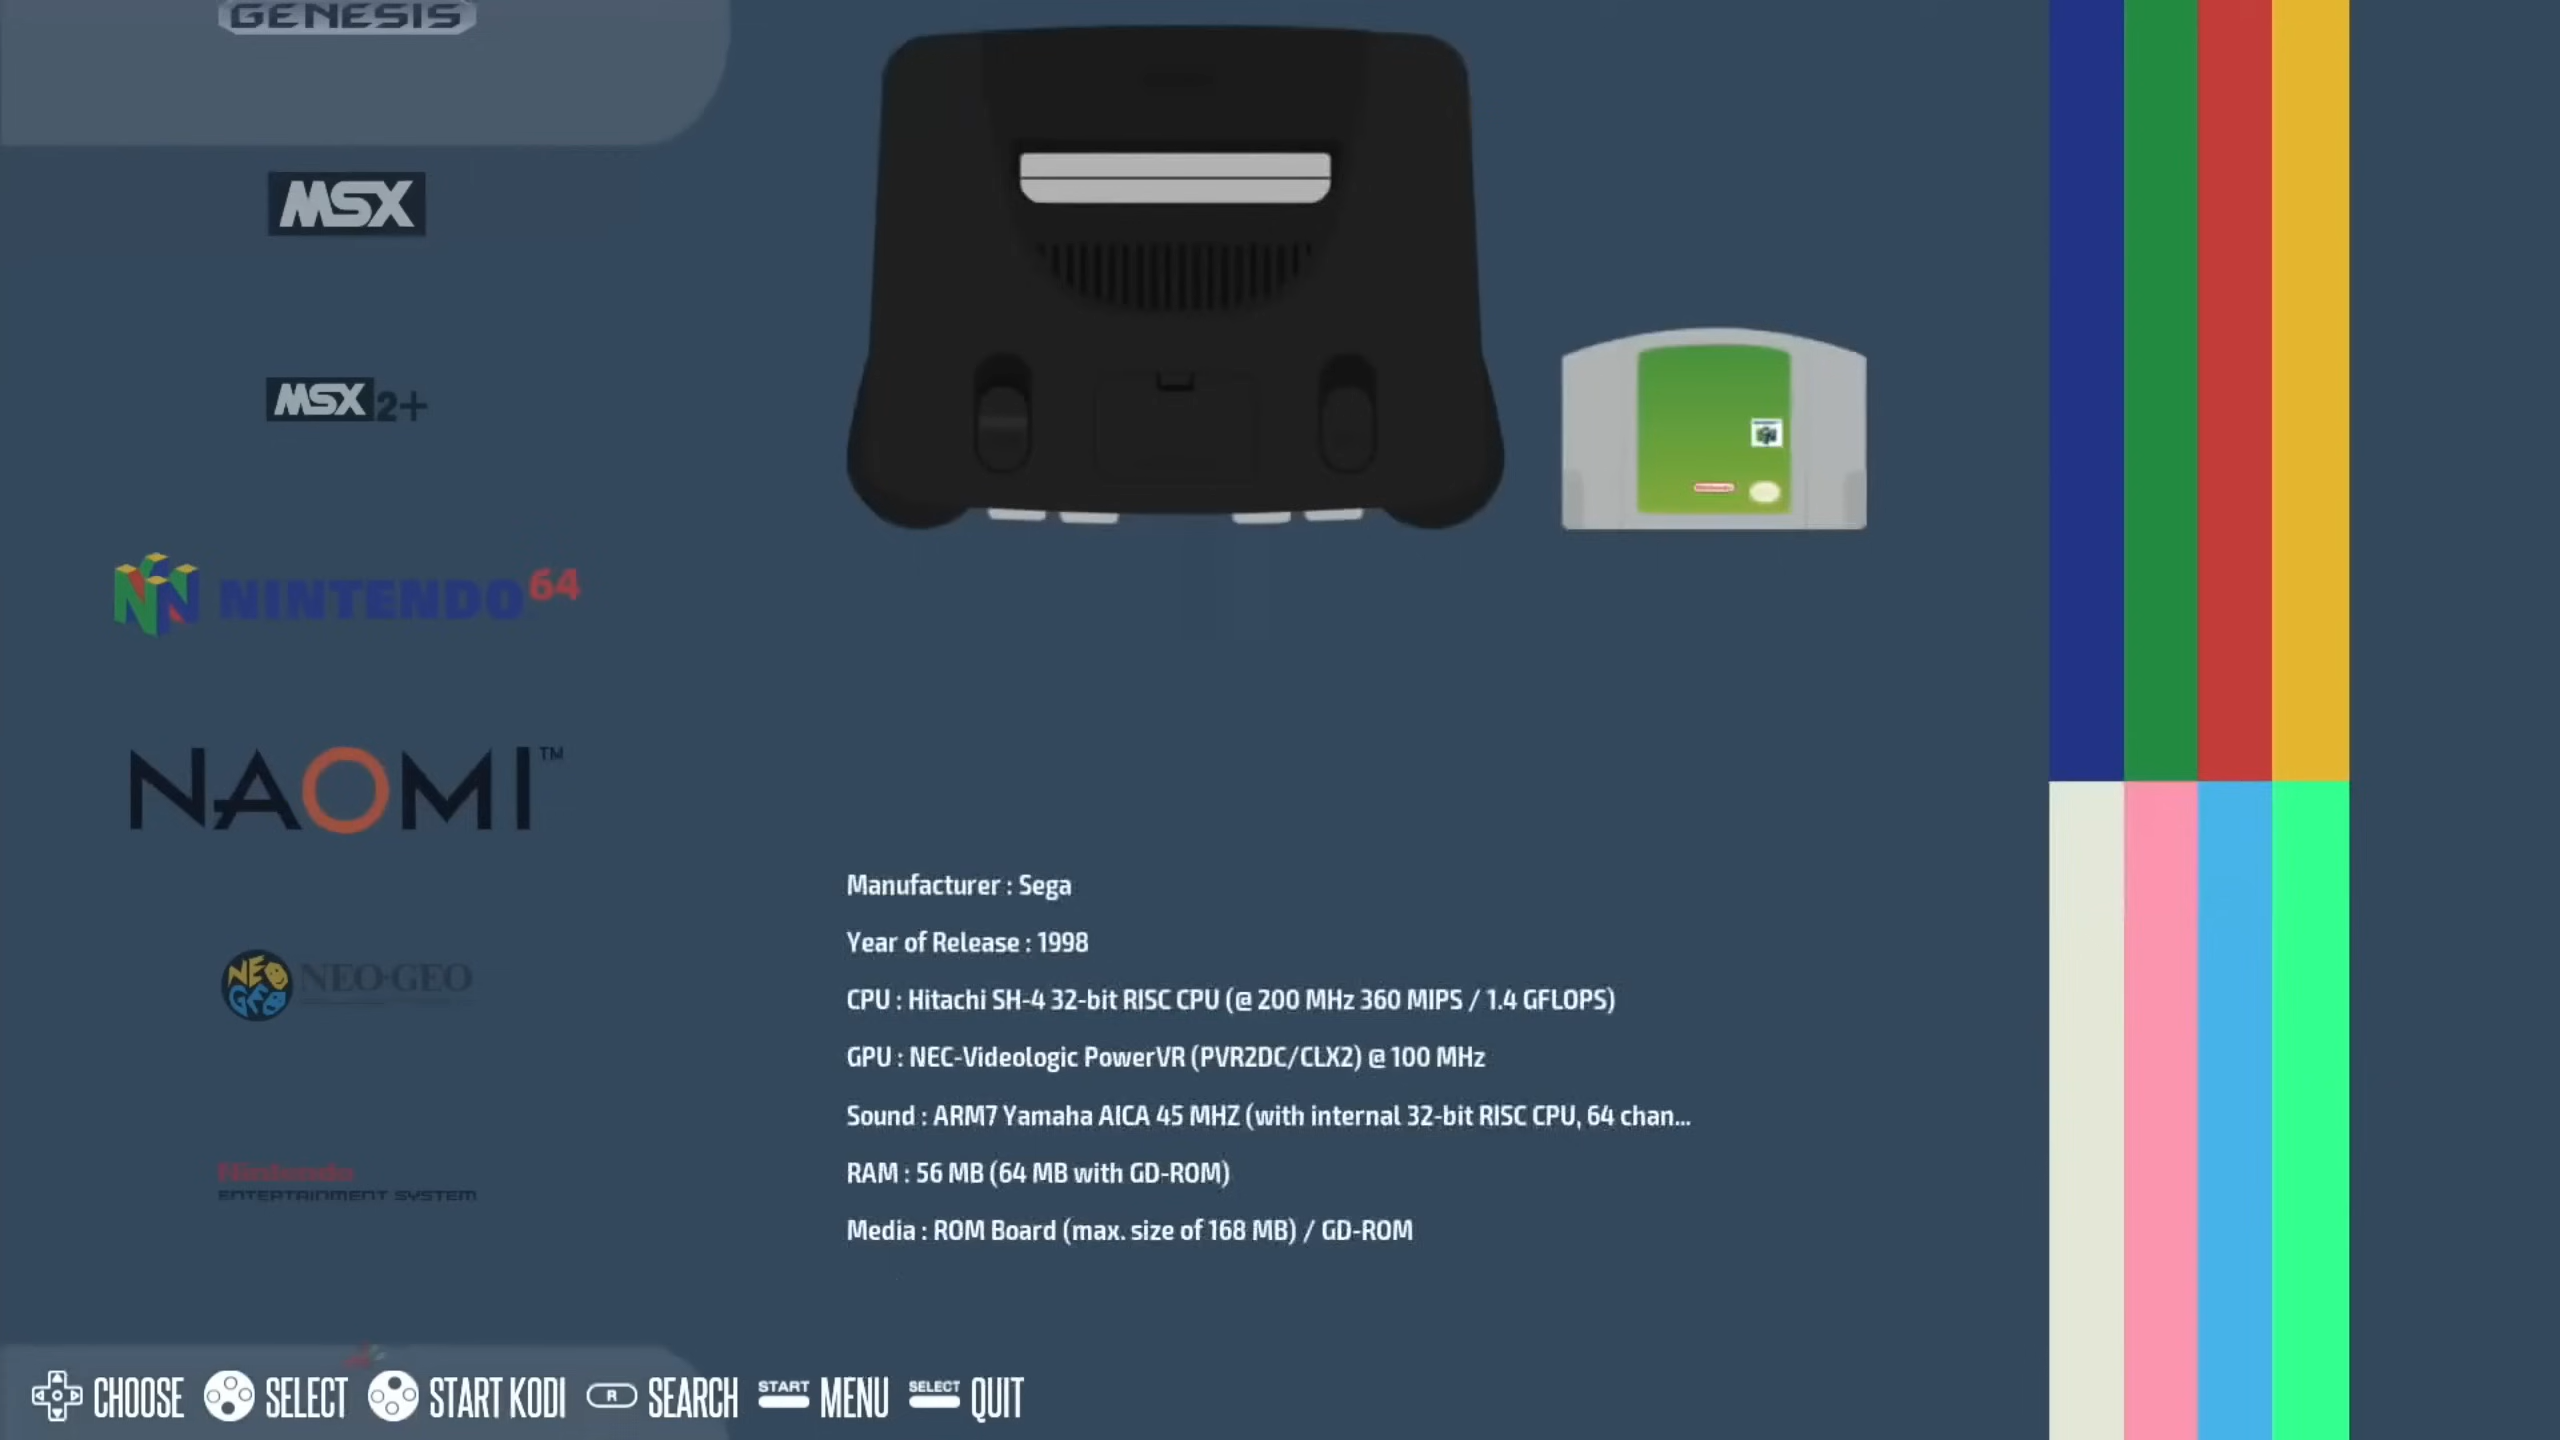 GENESIS
MSX
MSX 2+
NINTENDO 64
NAOMI™
NEO GEO NEO·GEO
Nintendo
ENTERTAINMENT SYSTEM
Nintendo
Manufacturer : Sega
Year of Release : 1998
CPU : Hitachi SH-4 32-bit RISC CPU (@ 200 MHz 360 MIPS / 1.4 GFLOPS)
GPU : NEC-Videologic PowerVR (PVR2DC/CLX2) @ 100 MHz
Sound : ARM7 Yamaha AICA 45 MHZ (with internal 32-bit RISC CPU, 64 chan...
RAM : 56 MB (64 MB with GD-ROM)
Media : ROM Board (max. size of 168 MB) / GD-ROM
CHOOSE SELECT START KODI R SEARCH START MENU SELECT QUIT